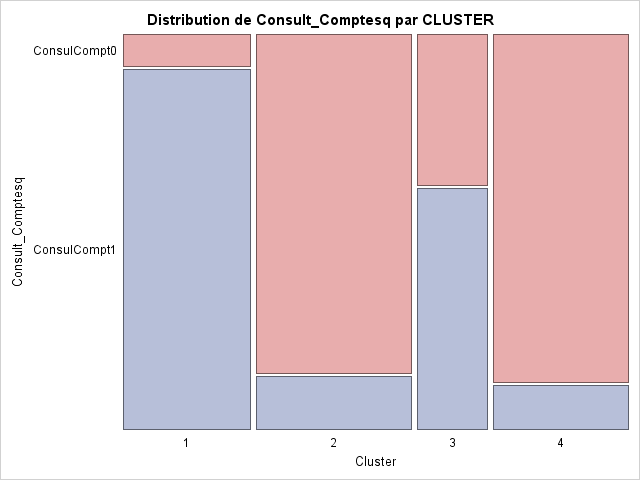 Distribution de Consult_Comptesq par CLUSTER
ConsulCompt0
ConsulCompt1
Consult_Comptesq
1 2 3 4
Cluster